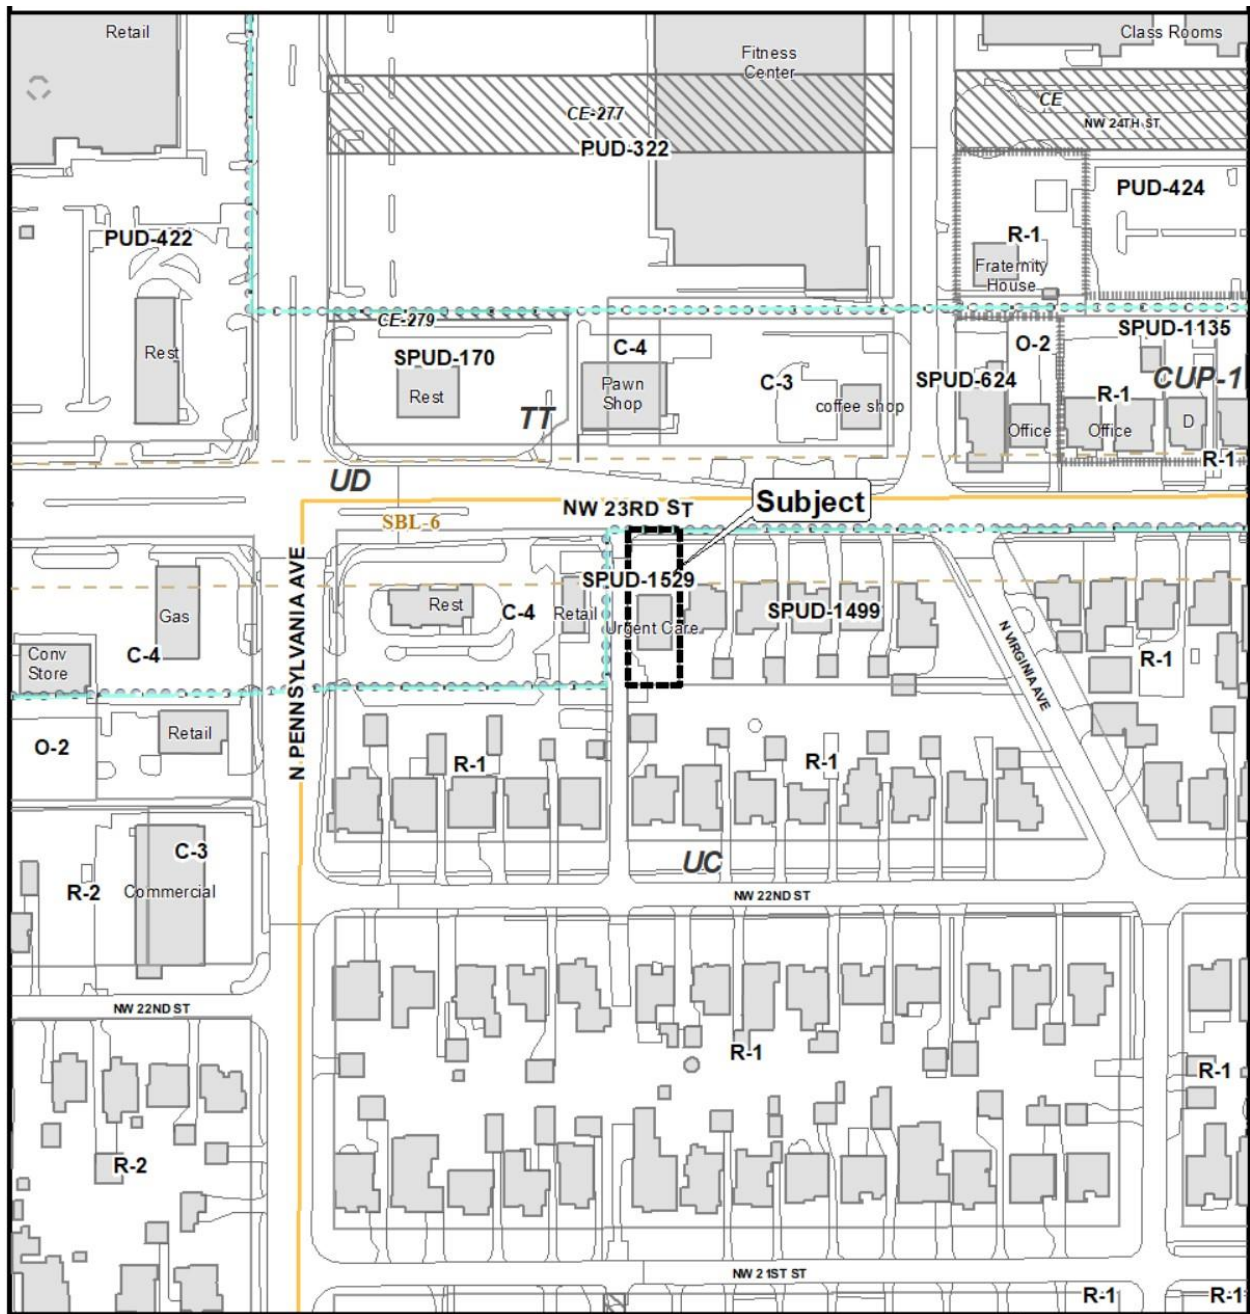 Retail
Fitness
Center
Class Rooms
CE-277
CE
NW 24TH ST
PUD-322
PUD-424
PUD-422
R-1
Fraternity
House
CE-279
SPUD-1135
Rest
SPUD-170
C-4
O-2
Rest
Pawn
Shop
C-3
SPUD-624
CUP-1
R-1
coffee shop
TT
Office
Office
D
R-1
UD
Subject
NW 23RD ST
SBL_6
N. PENNSYLVANIA AVE
SPUD-1529
Rest
C-4
Retail
SPUD-1499
Gas
Urgent Care
N VIRGINIA AVE
Conv
Store
C-4
R-1
Retail
O-2
R-1
R-1
C-3
UC
R-2
Commercial
NW 22ND ST
NW 22ND ST
R-1
R-1
R-2
NW 21ST ST
R-1
R-1